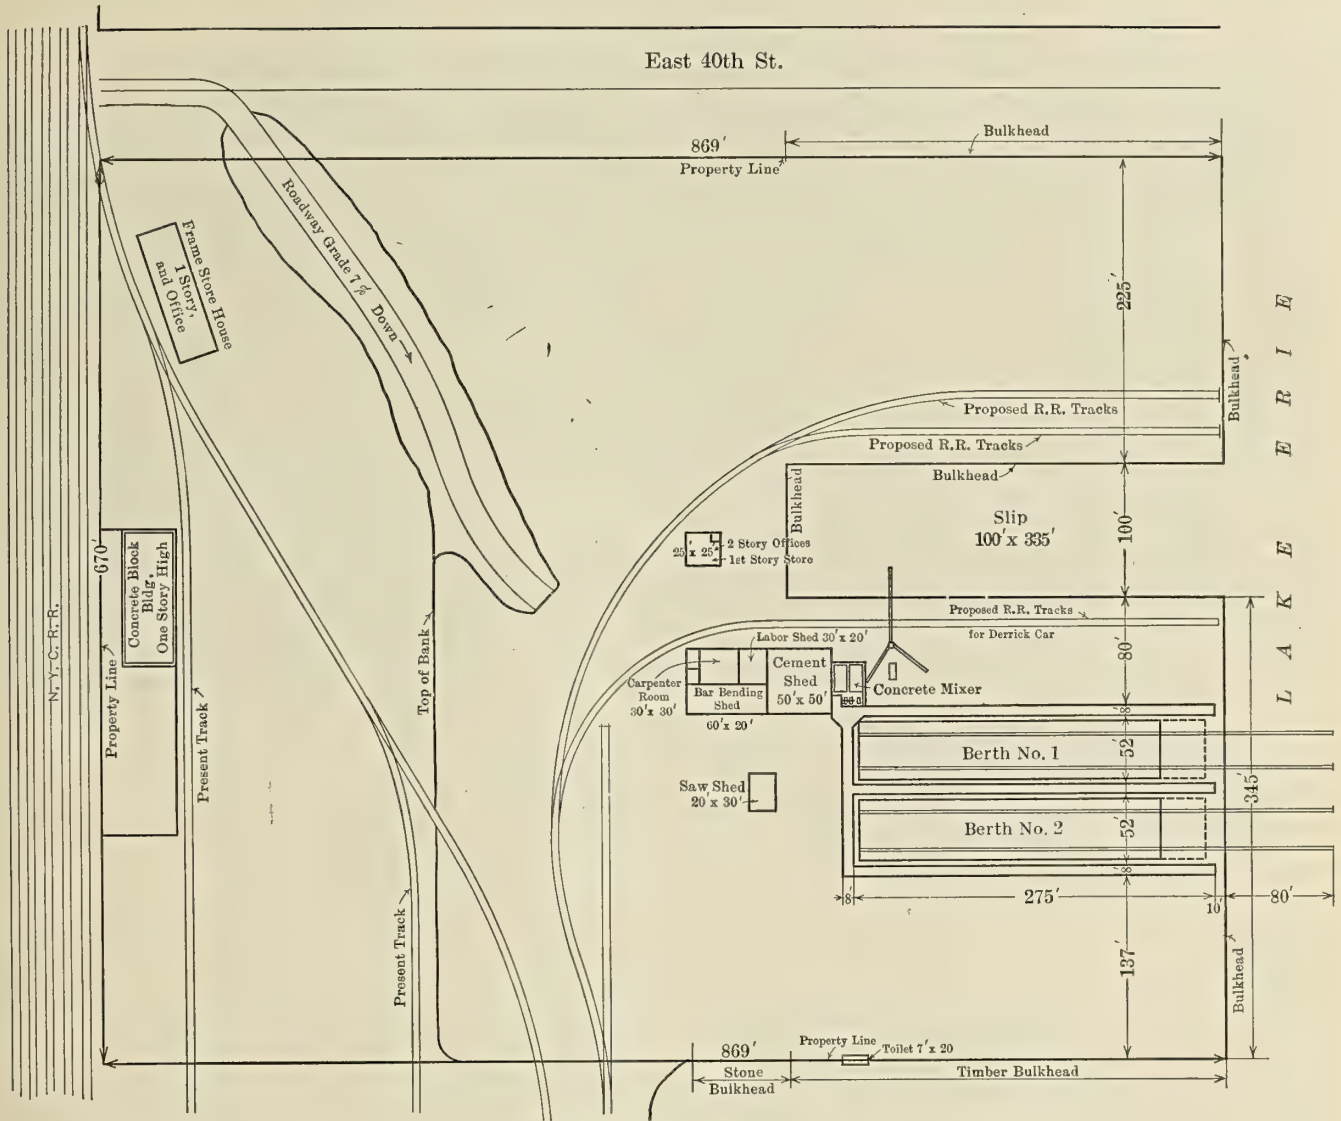 East 40th St.
869'
Property Line
Bulkhead
Frame Store House
1 Story,
and Office
Roadway Grade 7% Down
225'
Bulkhead
LAKE ERIE
Proposed R.R. Tracks
Proposed R.R. Tracks
Bulkhead
Bulkhead
Slip
100' x 335'
100'
670'
Concrete Block
Bldg.
One Story High
N.Y.C.R.R.
Property Line
Present Track
Top of Bank
25' x 25'
2 Story Offices
1st Story Store
Proposed R.R. Tracks
for Derrick Car
80'
Labor Shed 30' x 20'
Carpenter
Room
30' x 30'
Bar Bending
Shed
60' x 20'
Cement
Shed
50' x 50'
Concrete Mixer
8'
52'
Berth No. 1
Saw Shed
20' x 30'
345'
52'
Berth No. 2
8'
8'
275'
10'
80'
Present Track
137'
Bulkhead
869'
Property Line
Toilet 7' x 20
Stone
Bulkhead
Timber Bulkhead